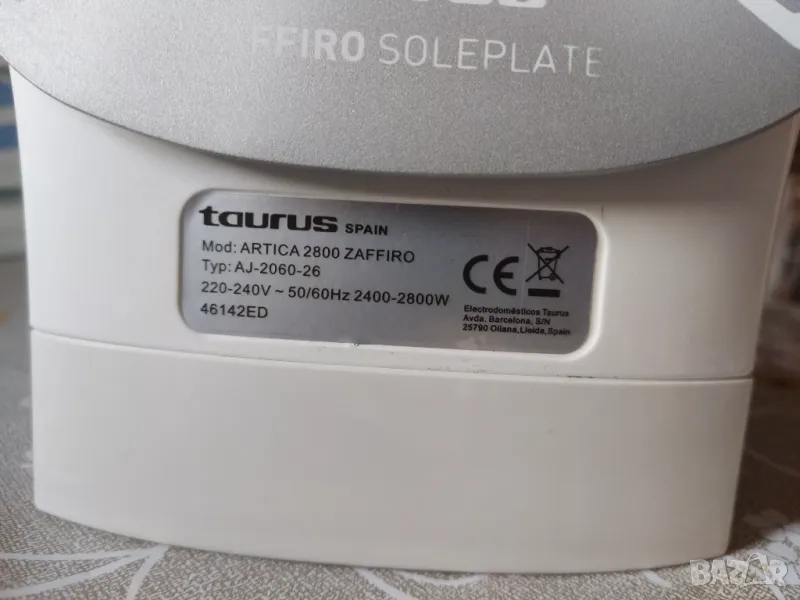 FFIRO SOLEPLATE
taurus SPAIN
Mod: ARTICA 2800 ZAFFIRO
Typ: AJ-2060-26
220-240V ~ 50/60Hz 2400-2800W
46142ED
CE
Electrodomésticos Taurus
Avda. Barcelona, S/N
25790 Oliana, Lleida, Spain
BAZAR